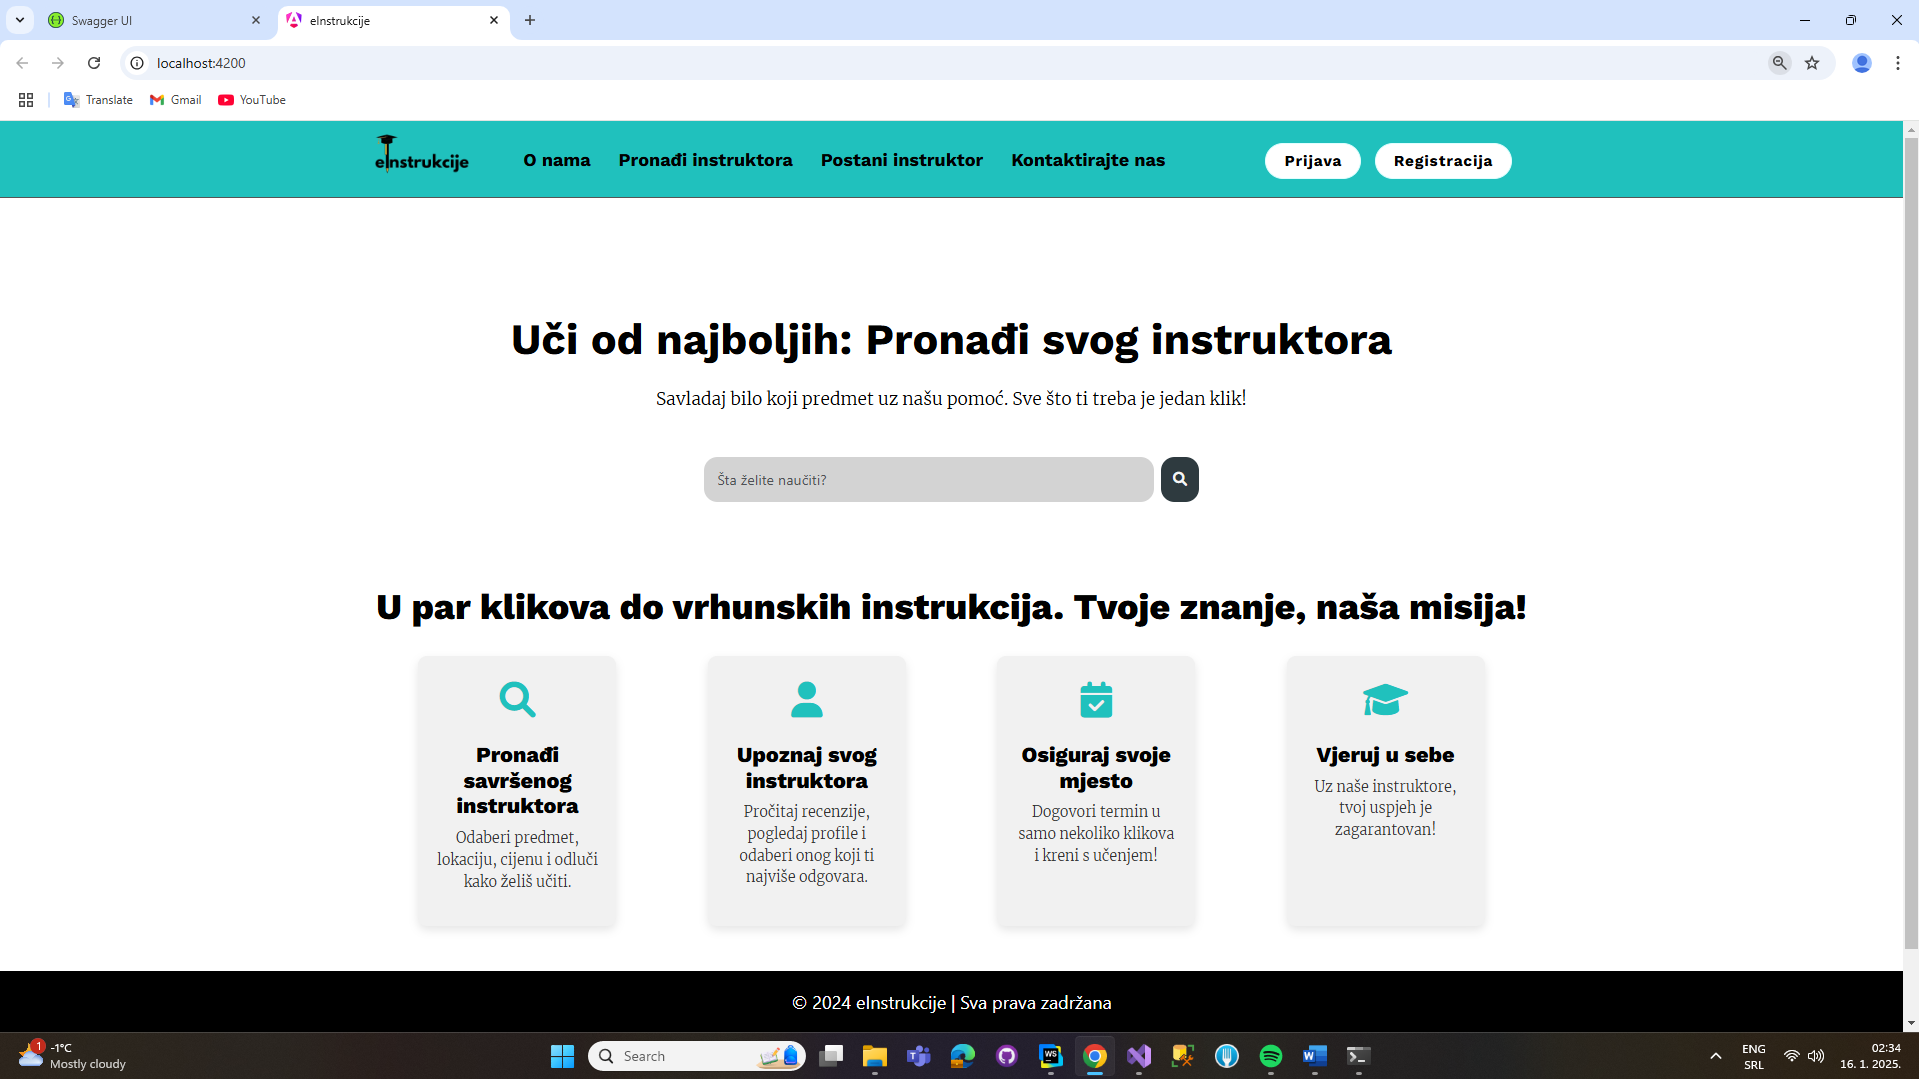 Swagger UI
eInstrukcije
localhost:4200
Translate
Gmail
YouTube
eInstrukcije
O nama
Pronađi instruktora
Postani instruktor
Kontaktirajte nas
Prijava
Registracija
Uči od najboljih: Pronađi svog instruktora
Savladaj bilo koji predmet uz našu pomoć. Sve što ti treba je jedan klik!
Šta želite naučiti?
U par klikova do vrhunskih instrukcija. Tvoje znanje, naša misija!
Pronađi
savršenog
instruktora
Odaberi predmet,
lokaciju, cijenu i odluči
kako želiš učiti.
Upoznaj svog
instruktora
Pročitaj recenzije,
pogledaj profile i
odaberi onog koji ti
najviše odgovara.
Osiguraj svoje
mjesto
Dogovori termin u
samo nekoliko klikova
i kreni s učenjem!
Vjeruj u sebe
Uz naše instruktore,
tvoj uspjeh je
zagarantovan!
© 2024 eInstrukcije | Sva prava zadržana
1
-1°C
Mostly cloudy
Search
WS
ENG
SRL
02:34
16. 1. 2025.